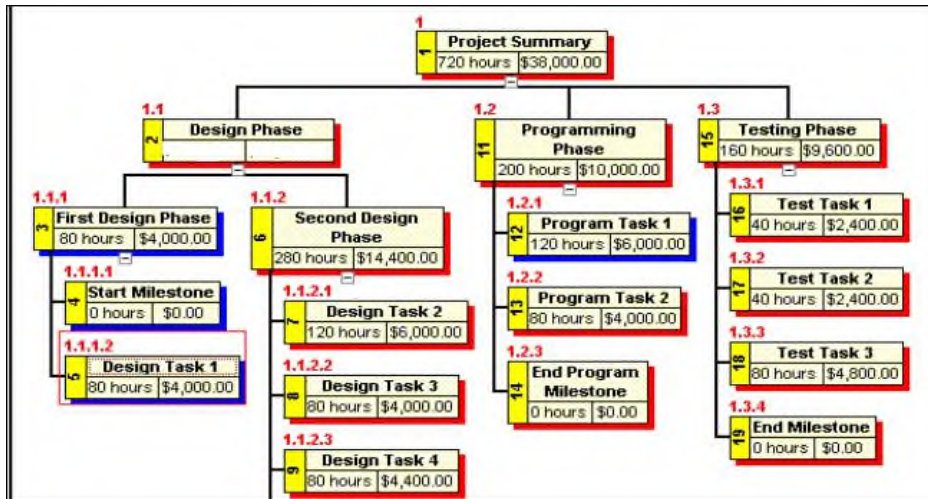 1
1 Project Summary
720 hours $38,000.00
1.1
2 Design Phase
1.2
11 Programming
Phase
200 hours $10,000.00
1.3
15 Testing Phase
160 hours $9,600.00
1.1.1
3 First Design Phase
80 hours $4,000.00
1.1.1.1
4 Start Milestone
0 hours $0.00
1.1.1.2
5 Design Task 1
80 hours $4,000.00
1.1.2
6 Second Design
Phase
280 hours $14,400.00
1.1.2.1
7 Design Task 2
120 hours $6,000.00
1.1.2.2
8 Design Task 3
80 hours $4,000.00
1.1.2.3
9 Design Task 4
80 hours $4,400.00
1.2.1
12 Program Task 1
120 hours $6,000.00
1.2.2
13 Program Task 2
80 hours $4,000.00
1.2.3
14 End Program
Milestone
0 hours $0.00
1.3.1
16 Test Task 1
40 hours $2,400.00
1.3.2
17 Test Task 2
40 hours $2,400.00
1.3.3
18 Test Task 3
80 hours $4,800.00
1.3.4
19 End Milestone
0 hours $0.00